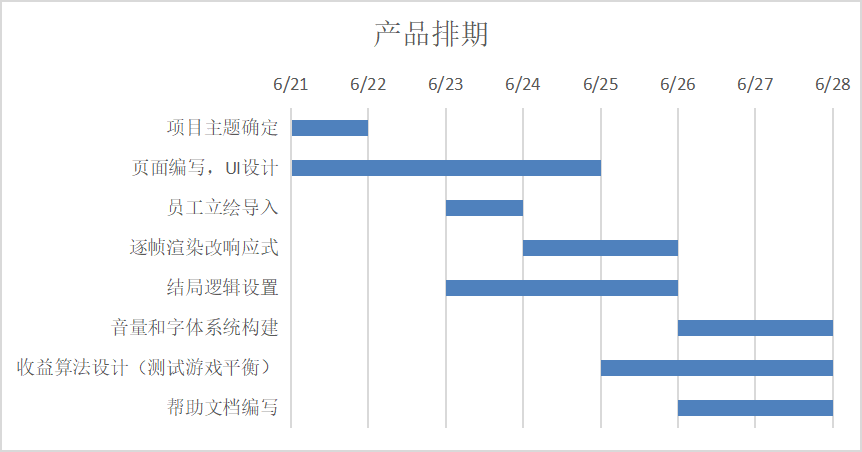 产品排期
6/21 6/22 6/23 6/24 6/25 6/26 6/27 6/28
项目主题确定
页面编写，UI设计
员工立绘导入
逐帧渲染改响应式
结局逻辑设置
音量和字体系统构建
收益算法设计（测试游戏平衡）
帮助文档编写